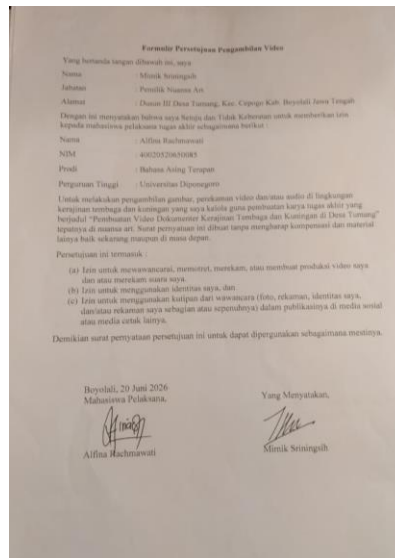 Formulir Persetujuan Pengambilan Video
Yang bertanda tangan dibawah ini, saya
Nama : Mimik Sriningsih
Jabatan : Pemilik Nuansa Art
Alamat : Dusun III Desa Tumang, Kec. Cepogo Kab. Boyolali Jawa Tengah
Dengan ini menyatakan bahwa saya Setuju dan Tidak Keberatan untuk memberikan izin
kepada mahasiswa pelaksana tugas akhir sebagaimana berikut :
Nama : Alfina Rachmawati
NIM : 40020520650085
Prodi : Bahasa Asing Terapan
Perguruan Tinggi : Universitas Diponegoro
Untuk melakukan pengambilan gambar, perekaman video dan/atau audio di lingkungan
kerajinan tembaga dan kuningan yang saya kelola guna pembuatan karya tugas akhir yang
berjudul "Pembuatan Video Dokumenter Kerajinan Tembaga dan Kuningan di Desa Tumang"
tepatnya di nuansa art. Surat pernyataan ini dibuat tanpa mengharap kompensasi dan material
lainya baik sekarang maupun di masa depan.
Persetujuan ini termasuk :
(a) Izin untuk mewawancarai, memotret, merekam, atau membuat produksi video saya
dan atau merekam suara saya.
(b) Izin untuk menggunakan identitas saya, dan
(c) Izin untuk menggunakan kutipan dari wawancara (foto, rekaman, identitas saya,
dan/atau rekaman saya sebagian atau sepenuhnya) dalam publikasinya di media sosial
atau media cetak lainya.
Demikian surat pernyataan persetujuan ini untuk dapat dipergunakan sebagaimana mestinya.
Boyolali, 20 Juni 2026
Mahasiswa Pelaksana,
Yang Menyatakan,
Alfina Rachmawati
Mimik Sriningsih